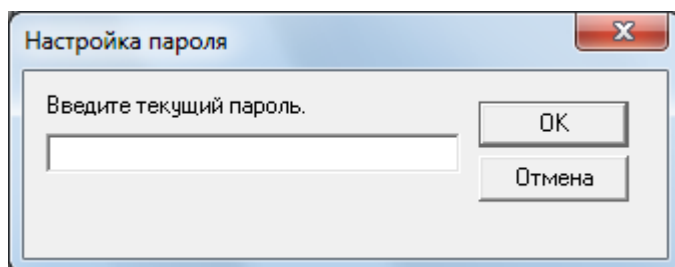 Настройка пароля
Введите текущий пароль.
OK
Отмена